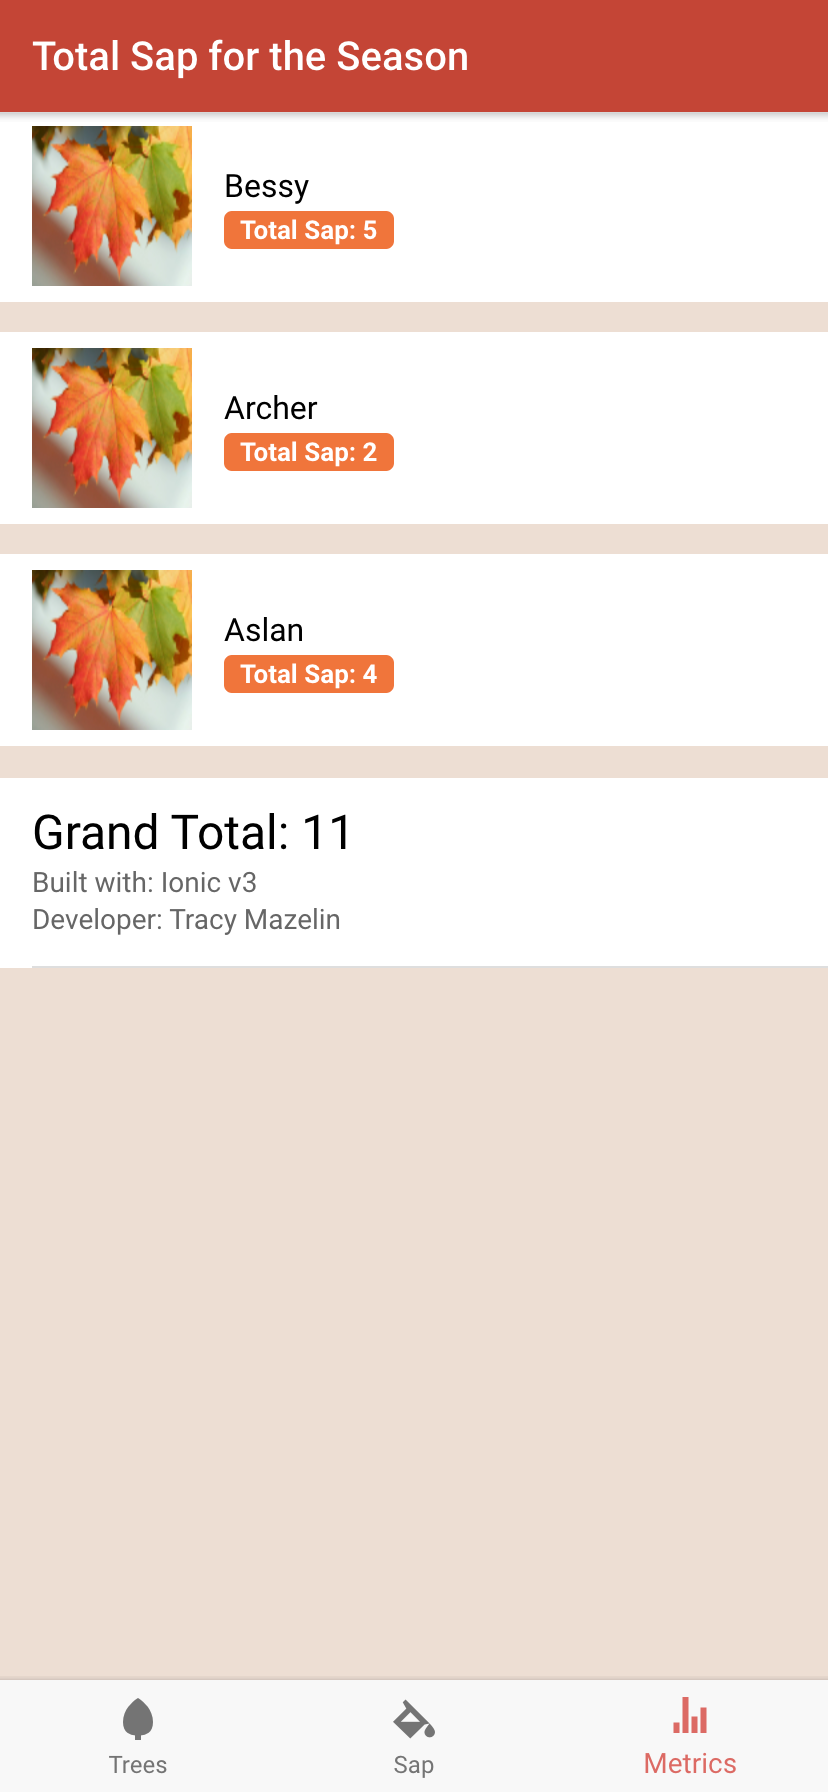 Total Sap for the Season
Bessy
Total Sap: 5
Archer
Total Sap: 2
Aslan
Total Sap: 4
Grand Total: 11
Built with: Ionic v3
Developer: Tracy Mazelin
Trees
Sap
Metrics